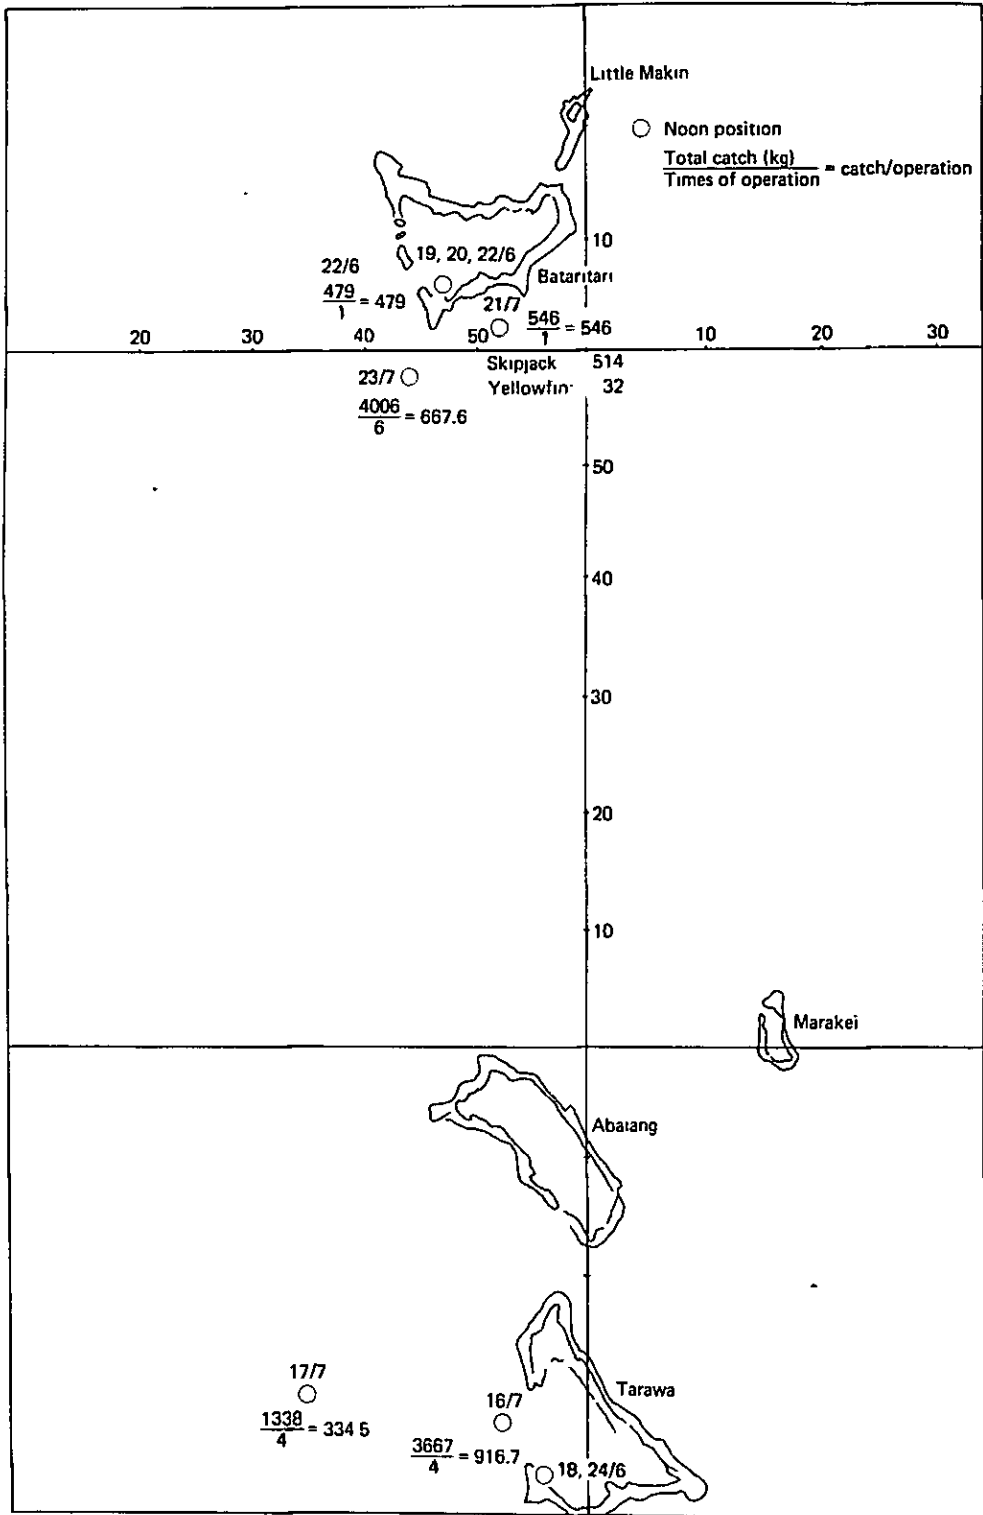 Little Makin
○ Noon position
Total catch (kg)
Times of operation = catch/operation
10
19, 20, 22/6
22/6
Batarıtarı
479
1 = 479
21/7
546
1 = 546
20 40 50 10 20 30
Skipjack 514
Yellowfin 32
23/7
4006
6 = 667.6
50
40
30
20
10
Marakei
Abaıang
Tarawa
17/7
1338
4 = 334 5
16/7
3667
4 = 916.7
18, 24/6